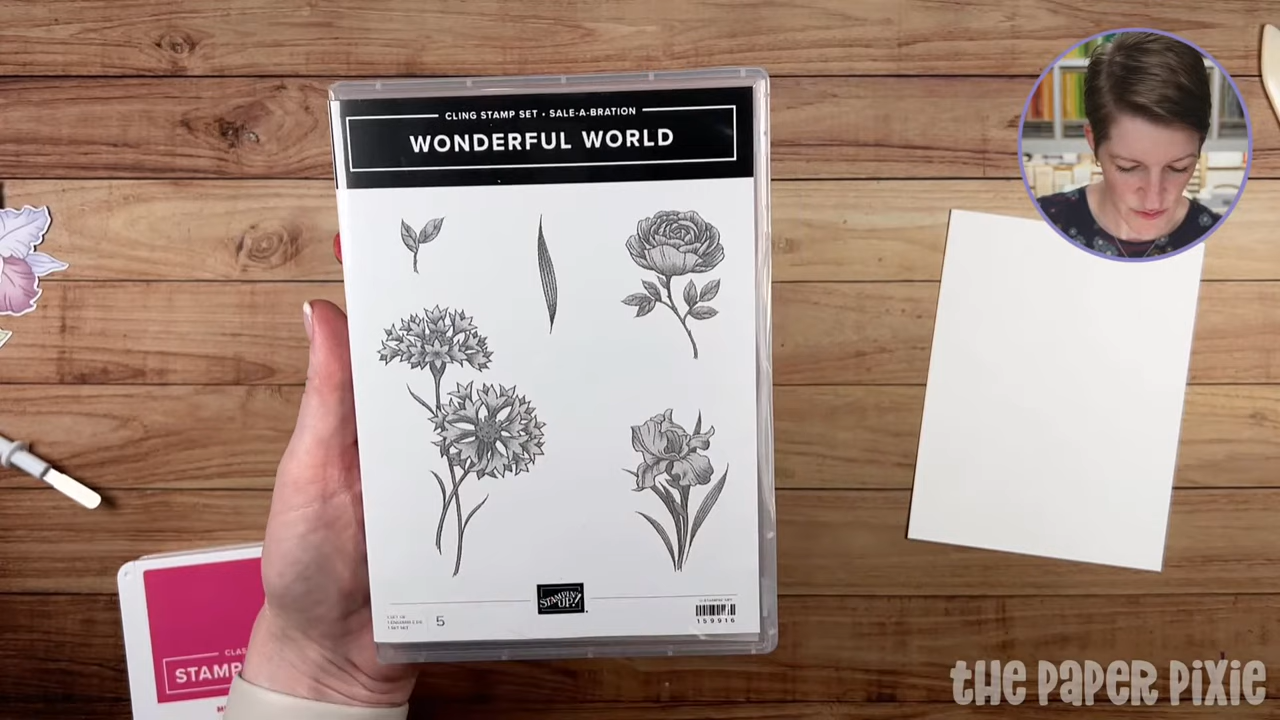 CLING STAMP SET • SALE-A-BRATION
WONDERFUL WORLD
STAMPIN' UP!
5
159916
STAMP
THE PAPER PIXIE